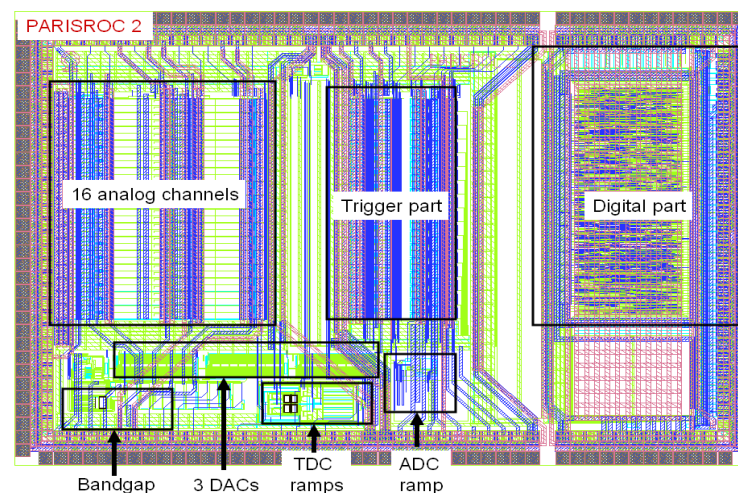 PARISROC 2
16 analog channels
Trigger part
Digital part
Bandgap
3 DACs
TDC
ramps
ADC
ramp